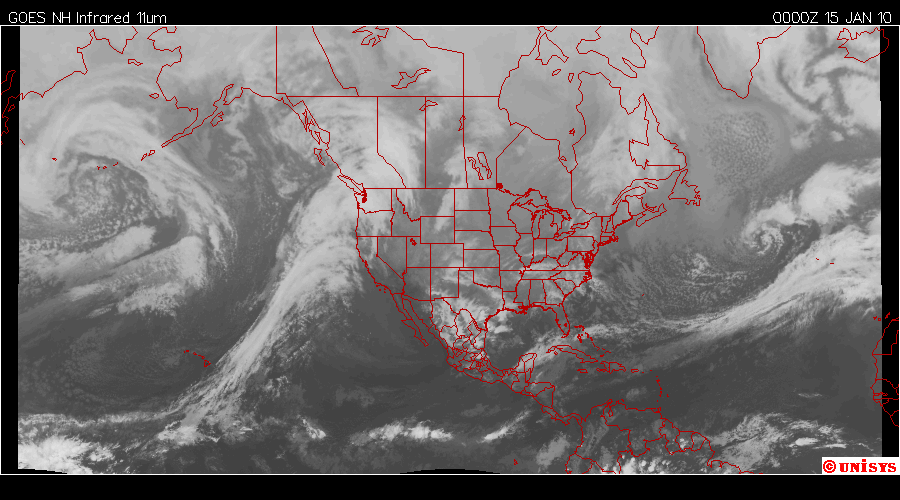 GOES NH Infrared 11um
0000Z 15 JAN 10
© UNISYS